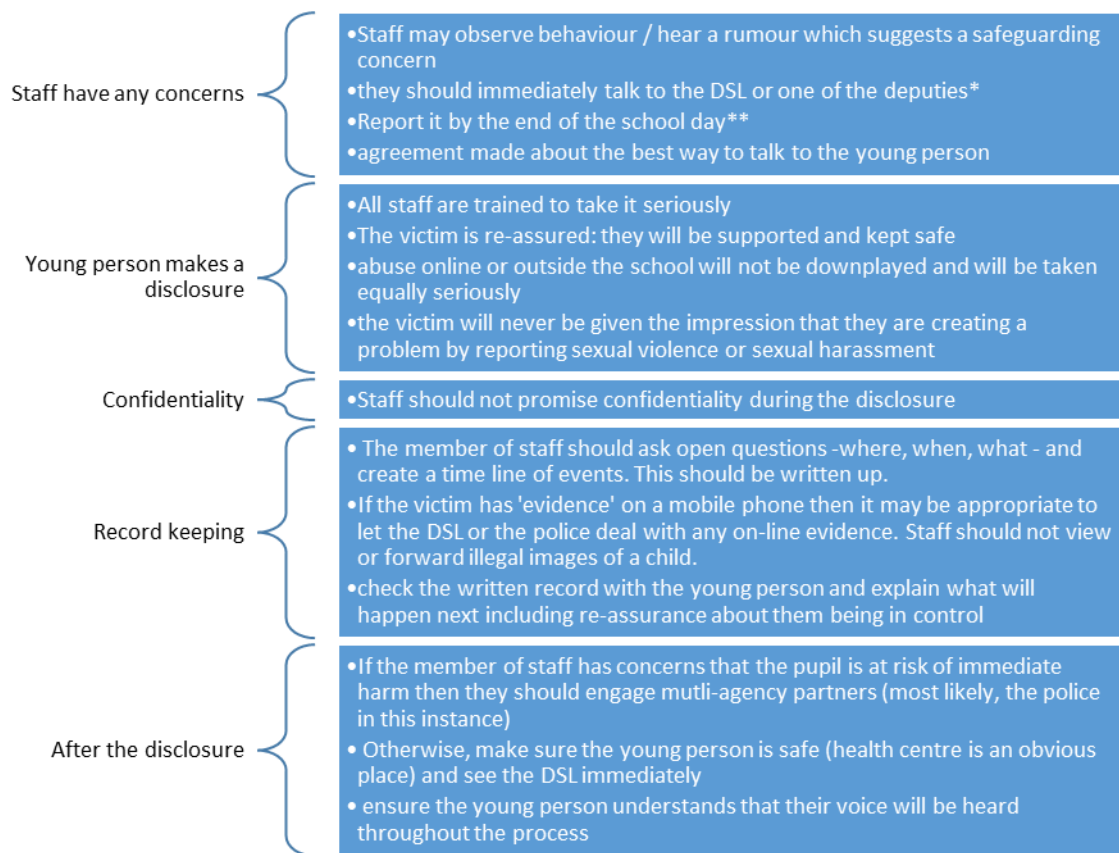 Staff have any concerns
•Staff may observe behaviour / hear a rumour which suggests a safeguarding
concern
•they should immediately talk to the DSL or one of the deputies*
•Report it by the end of the school day**
•agreement made about the best way to talk to the young person
Young person makes a
disclosure
•All staff are trained to take it seriously
•The victim is re-assured: they will be supported and kept safe
•abuse online or outside the school will not be downplayed and will be taken
equally seriously
•the victim will never be given the impression that they are creating a
problem by reporting sexual violence or sexual harassment
Confidentiality
•Staff should not promise confidentiality during the disclosure
Record keeping
• The member of staff should ask open questions -where, when, what - and
create a time line of events. This should be written up.
•If the victim has 'evidence' on a mobile phone then it may be appropriate to
let the DSL or the police deal with any on-line evidence. Staff should not view
or forward illegal images of a child.
•check the written record with the young person and explain what will
happen next including re-assurance about them being in control
After the disclosure
•If the member of staff has concerns that the pupil is at risk of immediate
harm then they should engage mutli-agency partners (most likely, the police
in this instance)
• Otherwise, make sure the young person is safe (health centre is an obvious
place) and see the DSL immediately
• ensure the young person understands that their voice will be heard
throughout the process